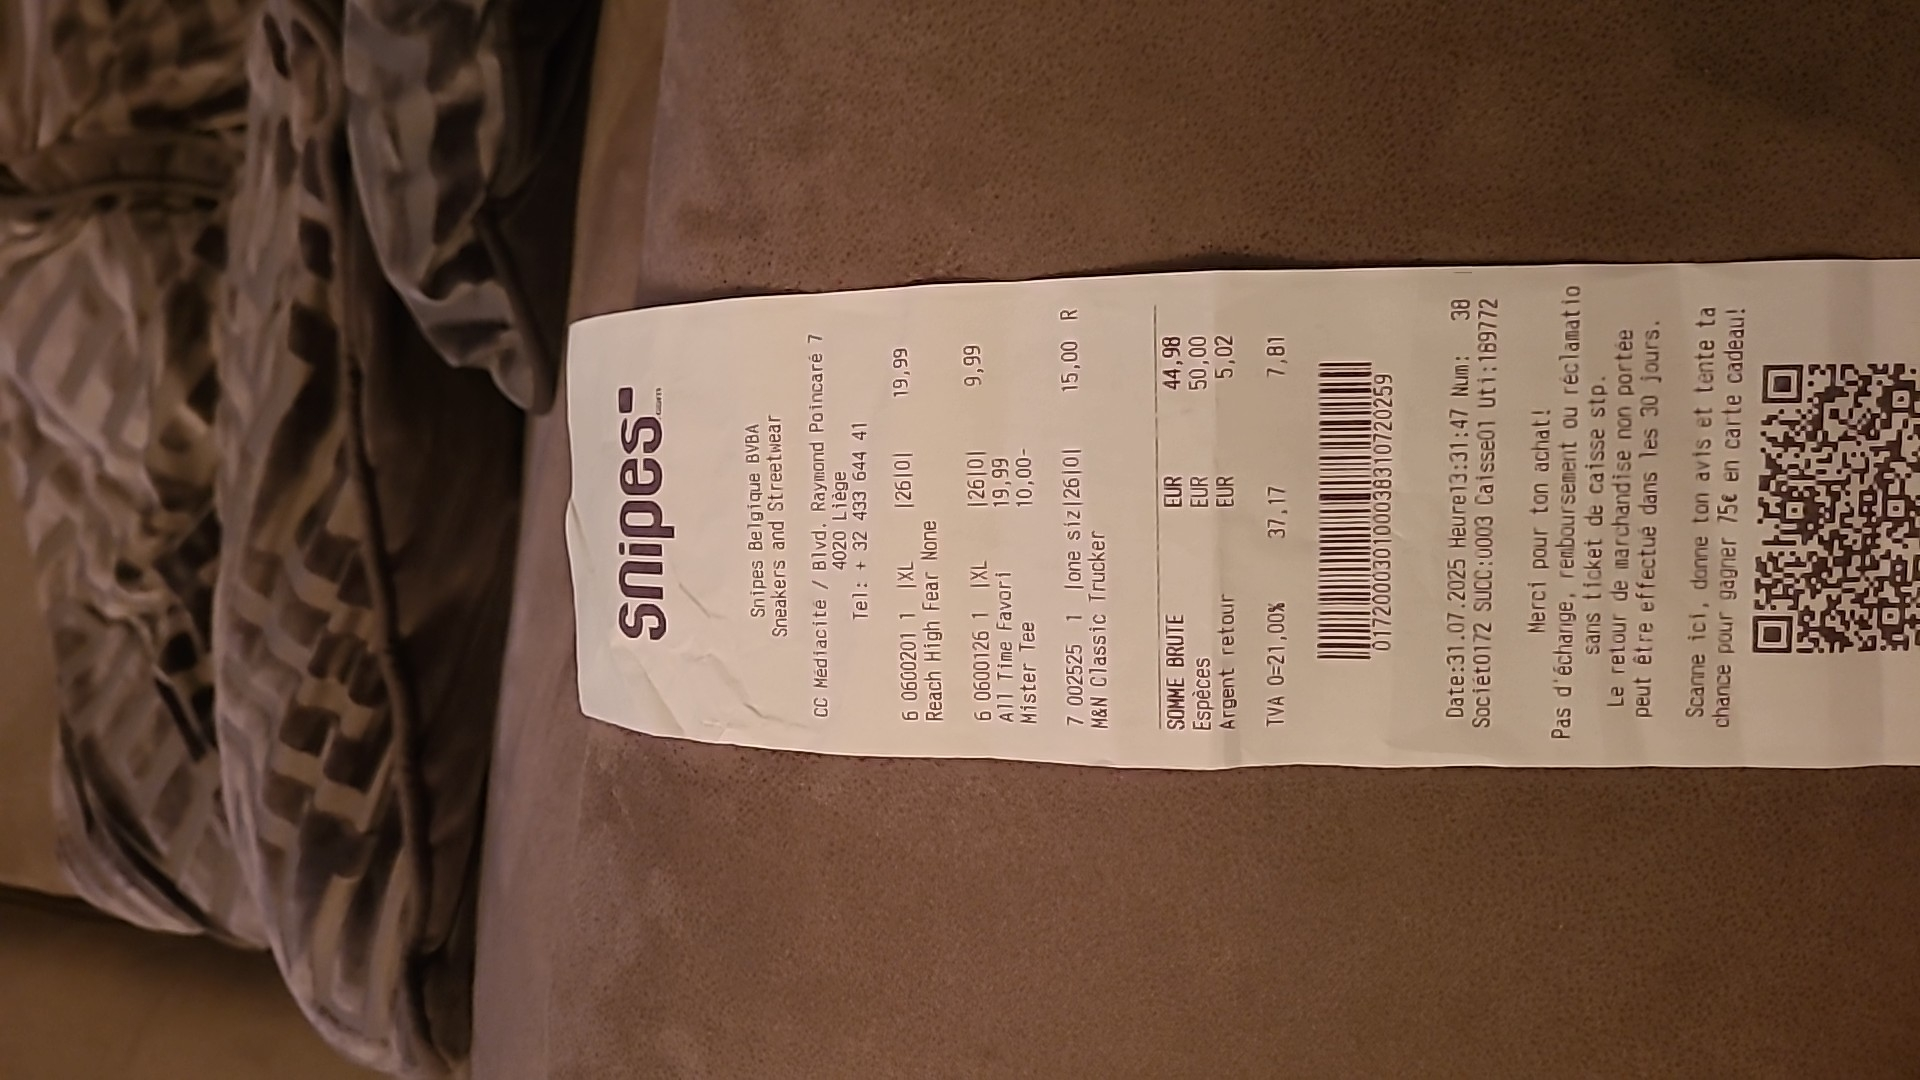 snipes
.com
Snipes Belgique BVBA
Sneakers and Streetwear
CC Médiacité / Blvd. Raymond Poincaré 7
4020 Liège
Tel: + 32 433 644 41
6 0600201 1 |XL |26|0| 19,99
Reach High Fear None
6 0600126 1 |XL |26|0| 9,99
All Time Favori 19,99
Mister Tee 10,00-
7 002525 1 |one siz|26|0| 15,00 R
M&N Classic Trucker
SOMME BRUTE EUR 44,98
Espèces EUR 50,00
Argent retour EUR 5,02
TVA 0=21,00% 37,17 7,81
017200030100038310720259
Date:31.07.2025 Heure13:31:47 Num: 38
Sociét0172 SUCC:0003 Caisse01 Uti:189772
Merci pour ton achat!
Pas d'échange, remboursement ou réclamatio
sans ticket de caisse stp.
Le retour de marchandise non portée
peut être effectué dans les 30 jours.
Scanne ici, donne ton avis et tente ta
chance pour gagner 75€ en carte cadeau!